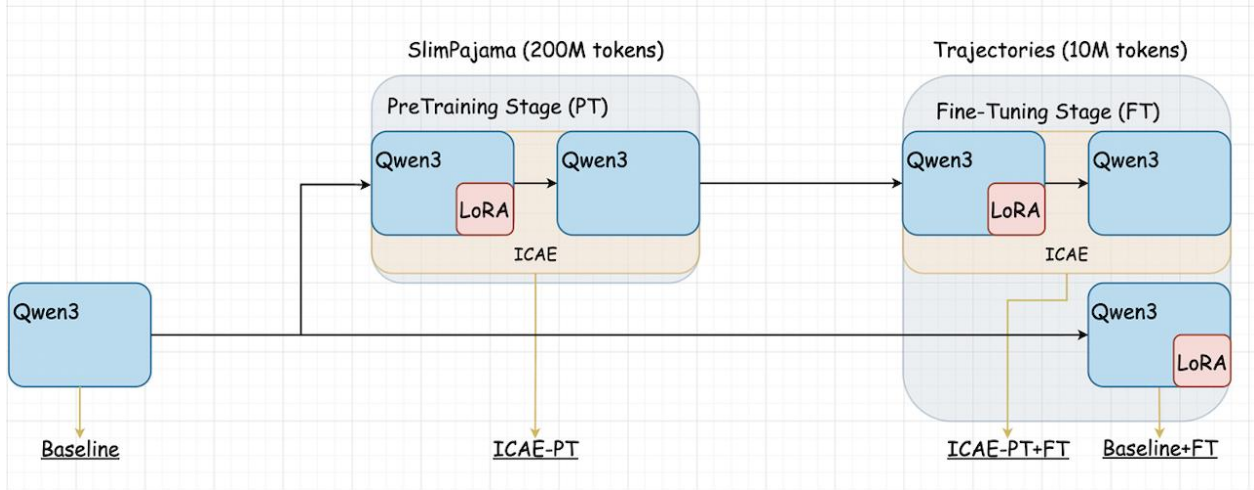 SlimPajama (200M tokens)
Trajectories (10M tokens)
PreTraining Stage (PT)
Fine-Tuning Stage (FT)
Qwen3
Qwen3
Qwen3
Qwen3
LoRA
LoRA
ICAE
ICAE
Qwen3
Qwen3
LoRA
Baseline
ICAE-PT
ICAE-PT+FT
Baseline+FT